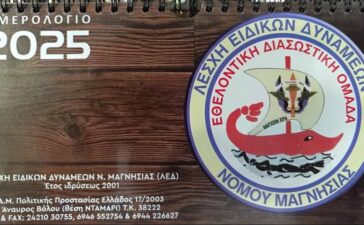 ΜΕΡΟΛΟΓΙΟ
2025
ΛΕΣΧΗ ΕΙΔΙΚΩΝ ΔΥΝΑΜΕΩΝ
ΕΘΕΛΟΝΤΙΚΗ ΔΙΑΣΩΣΤΙΚΗ ΟΜΑΔΑ
ΝΟΜΟΥ ΜΑΓΝΗΣΙΑΣ
ΣΧΗ ΕΙΔΙΚΩΝ ΔΥΝΑΜΕΩΝ Ν. ΜΑΓΝΗΣΙΑΣ (ΛΕΔ)
Έτος ιδρύσεως 2001
Α.Μ. Πολιτικής Προστασίας Ελλάδος 17/2003
Άναυρος Βόλου (θέση ΝΤΑΜΑΡΙ) Τ.Κ. 38222
& FAX: 24210 30755, 6946 552754 & 6944 226627